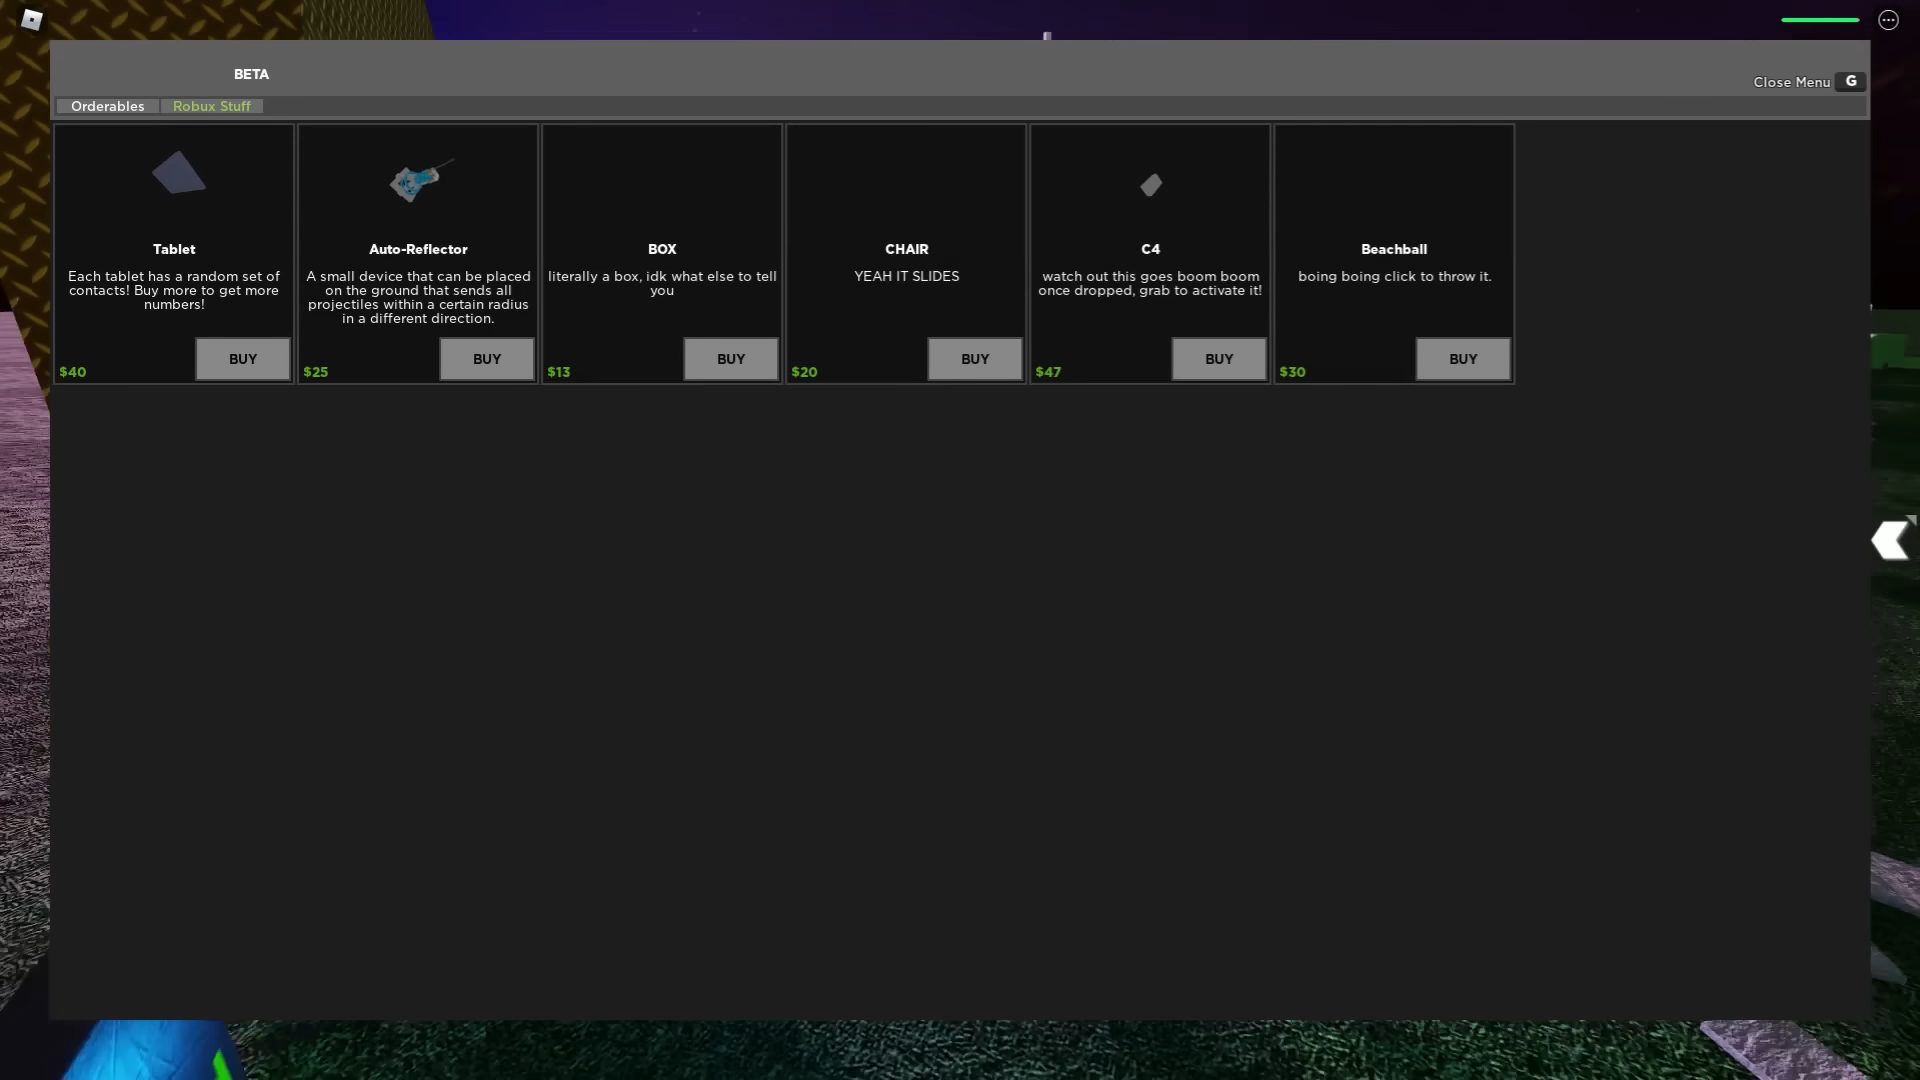 BETA
Close Menu G
Orderables Robux Stuff
Tablet
Each tablet has a random set of
contacts! Buy more to get more
numbers!
$40 BUY
Auto-Reflector
A small device that can be placed
on the ground that sends all
projectiles within a certain radius
in a different direction.
$25 BUY
BOX
literally a box, idk what else to tell
you
$13 BUY
CHAIR
YEAH IT SLIDES
$20 BUY
C4
watch out this goes boom boom
once dropped, grab to activate it!
$47 BUY
Beachball
boing boing click to throw it.
$30 BUY